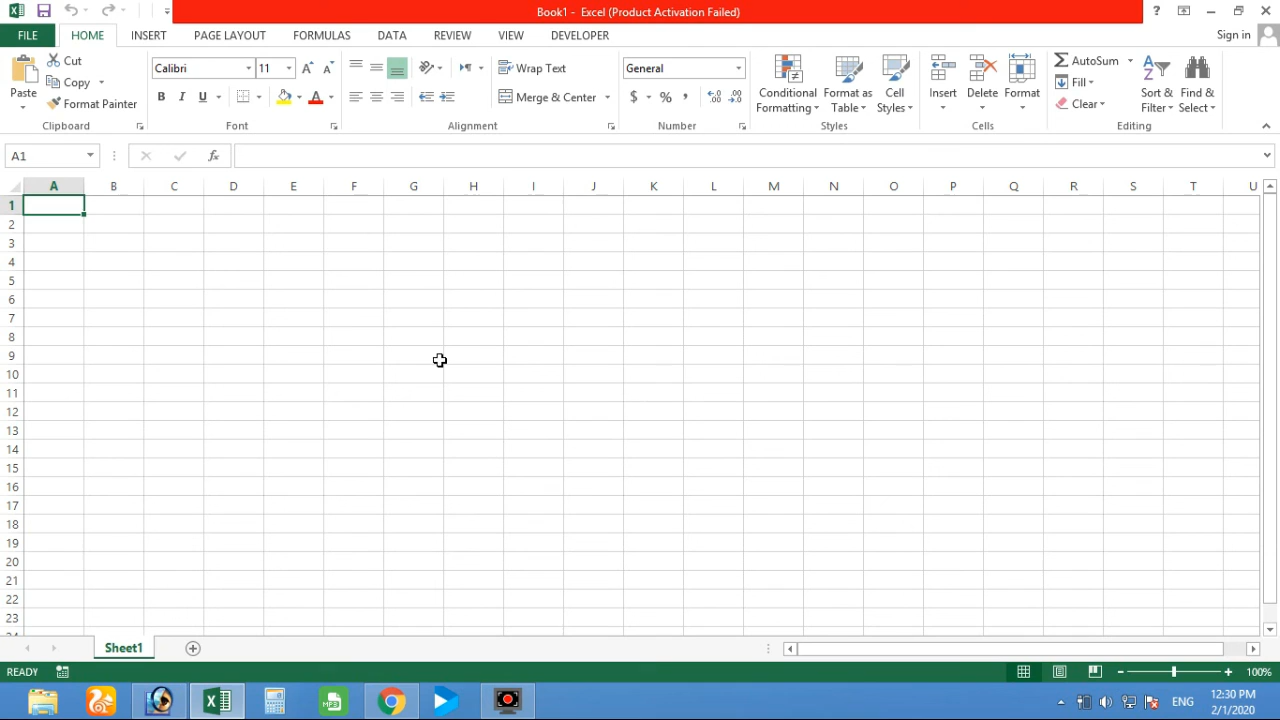 Book1 -  Excel (Product Activation Failed)
FILE HOME INSERT PAGE LAYOUT FORMULAS DATA REVIEW VIEW DEVELOPER Sign in
Paste
Cut
Copy
Format Painter
Clipboard
Calibri 11
B I U A
Font
Wrap Text
Merge & Center
Alignment
General
$ % ,
Number
Conditional Formatting
Format as Table
Cell Styles
Styles
Insert
Delete
Format
Cells
AutoSum
Fill
Clear
Sort & Filter
Find & Select
Editing
A1 fx
A B C D E F G H I J K L M N O P Q R S T U
1
2
3
4
5
6
7
8
9
10
11
12
13
14
15
16
17
18
19
20
21
22
23
24
Sheet1
READY 100%
MP3 ENG 12:30 PM
2/1/2020